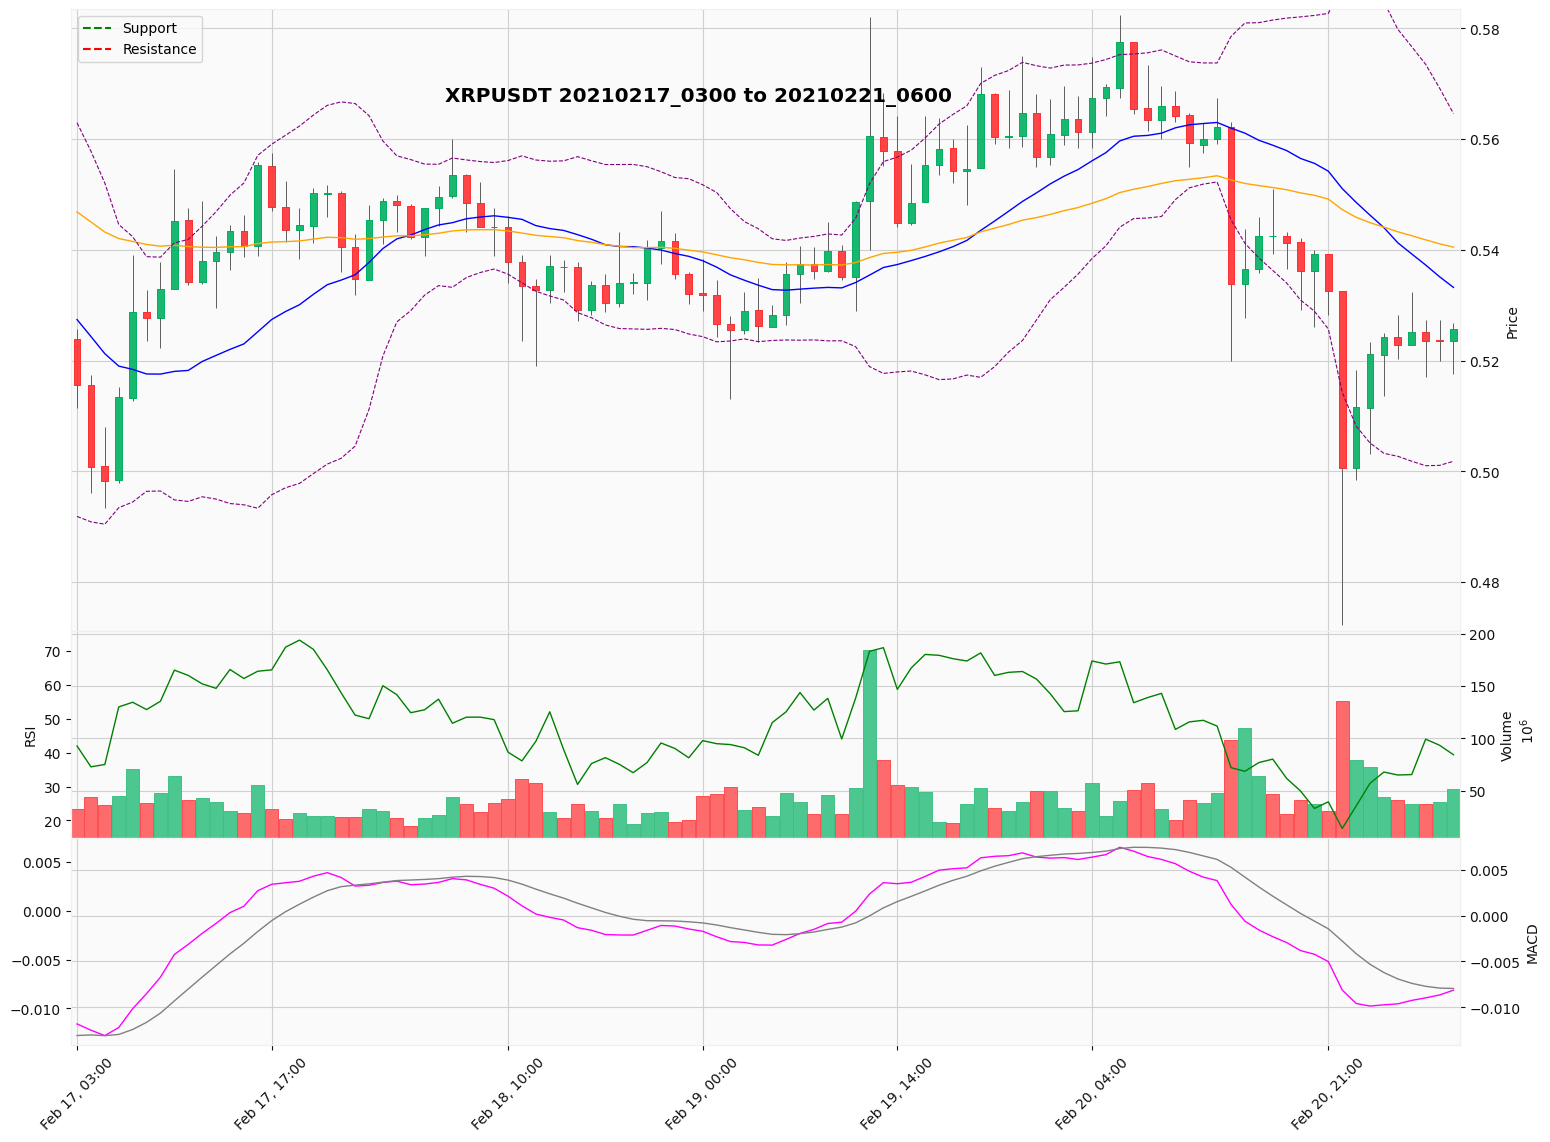 Support
Resistance
XRPUSDT 20210217_0300 to 20210221_0600
0.58
0.56
0.54
0.52
0.50
0.48
Price
70
60
50
40
30
20
RSI
200
150
100
50
Volume
10^6
0.005
0.000
−0.005
−0.010
0.005
0.000
−0.005
−0.010
MACD
Feb 17, 03:00
Feb 17, 17:00
Feb 18, 10:00
Feb 19, 00:00
Feb 19, 14:00
Feb 20, 04:00
Feb 20, 21:00